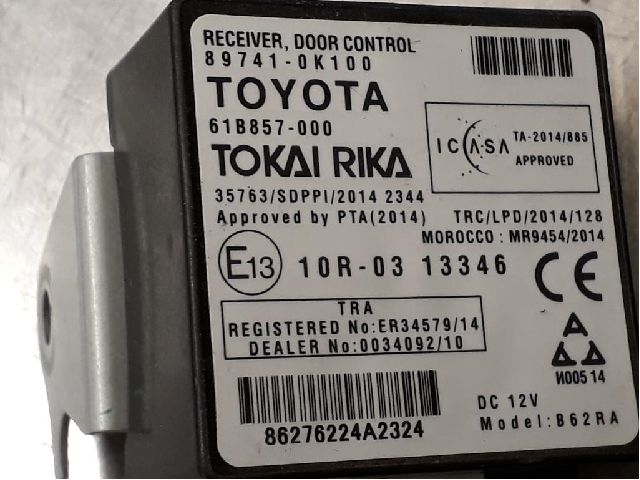 RECEIVER, DOOR CONTROL
89741-0K100
TOYOTA
61B857-000
TOKAI RIKA
ICASA TA-2014/885
APPROVED
35763/SDPPI/2014 2344
Approved by PTA(2014) TRC/LPD/2014/128
MOROCCO : MR9454/2014
E13 10R-03 13346 CE
TRA
REGISTERED No:ER34579/14
DEALER No:0034092/10
И005 14
86276224A2324
DC 12V
Model:B62RA